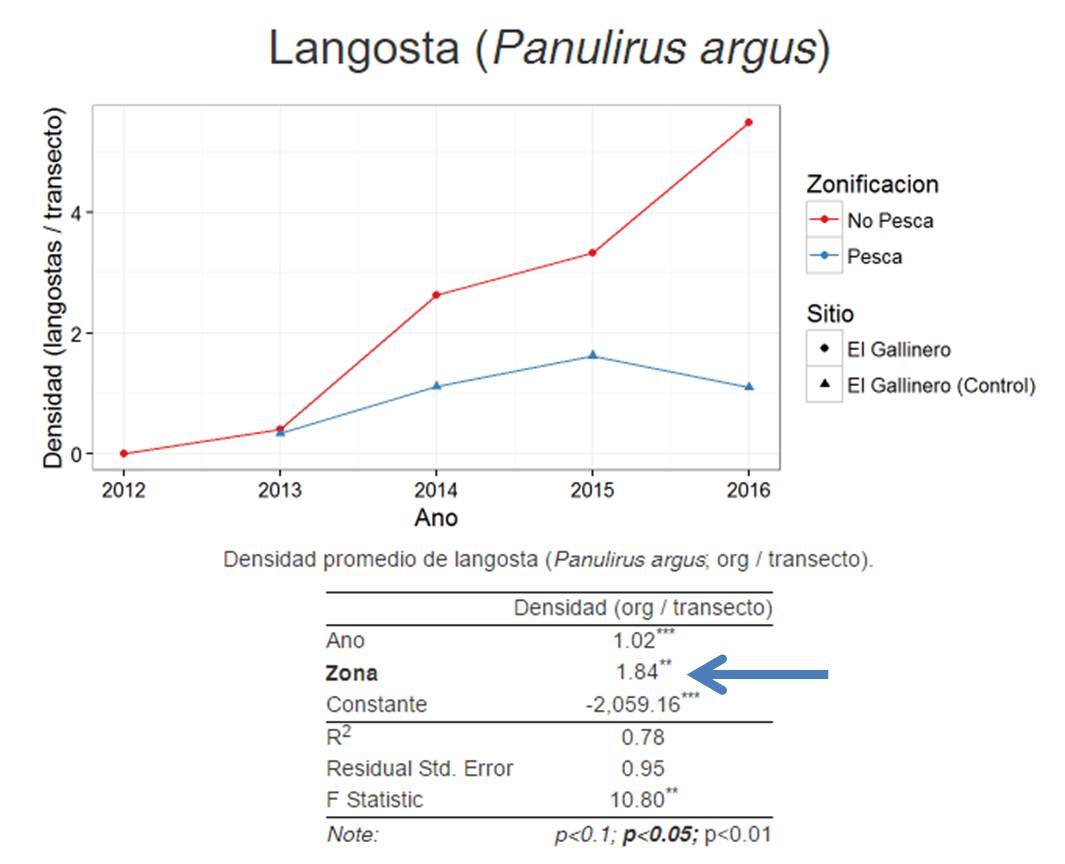 Langosta (Panulirus argus)
Densidad (langostas / transecto)
4
2
0
2012 2013 2014 2015 2016
Ano
Zonificacion
No Pesca
Pesca
Sitio
El Gallinero
El Gallinero (Control)
Densidad promedio de langosta (Panulirus argus; org / transecto).
Densidad (org / transecto)
Ano 1.02***
Zona 1.84**
Constante -2,059.16***
R2 0.78
Residual Std. Error 0.95
F Statistic 10.80**
Note: p<0.1; p<0.05; p<0.01